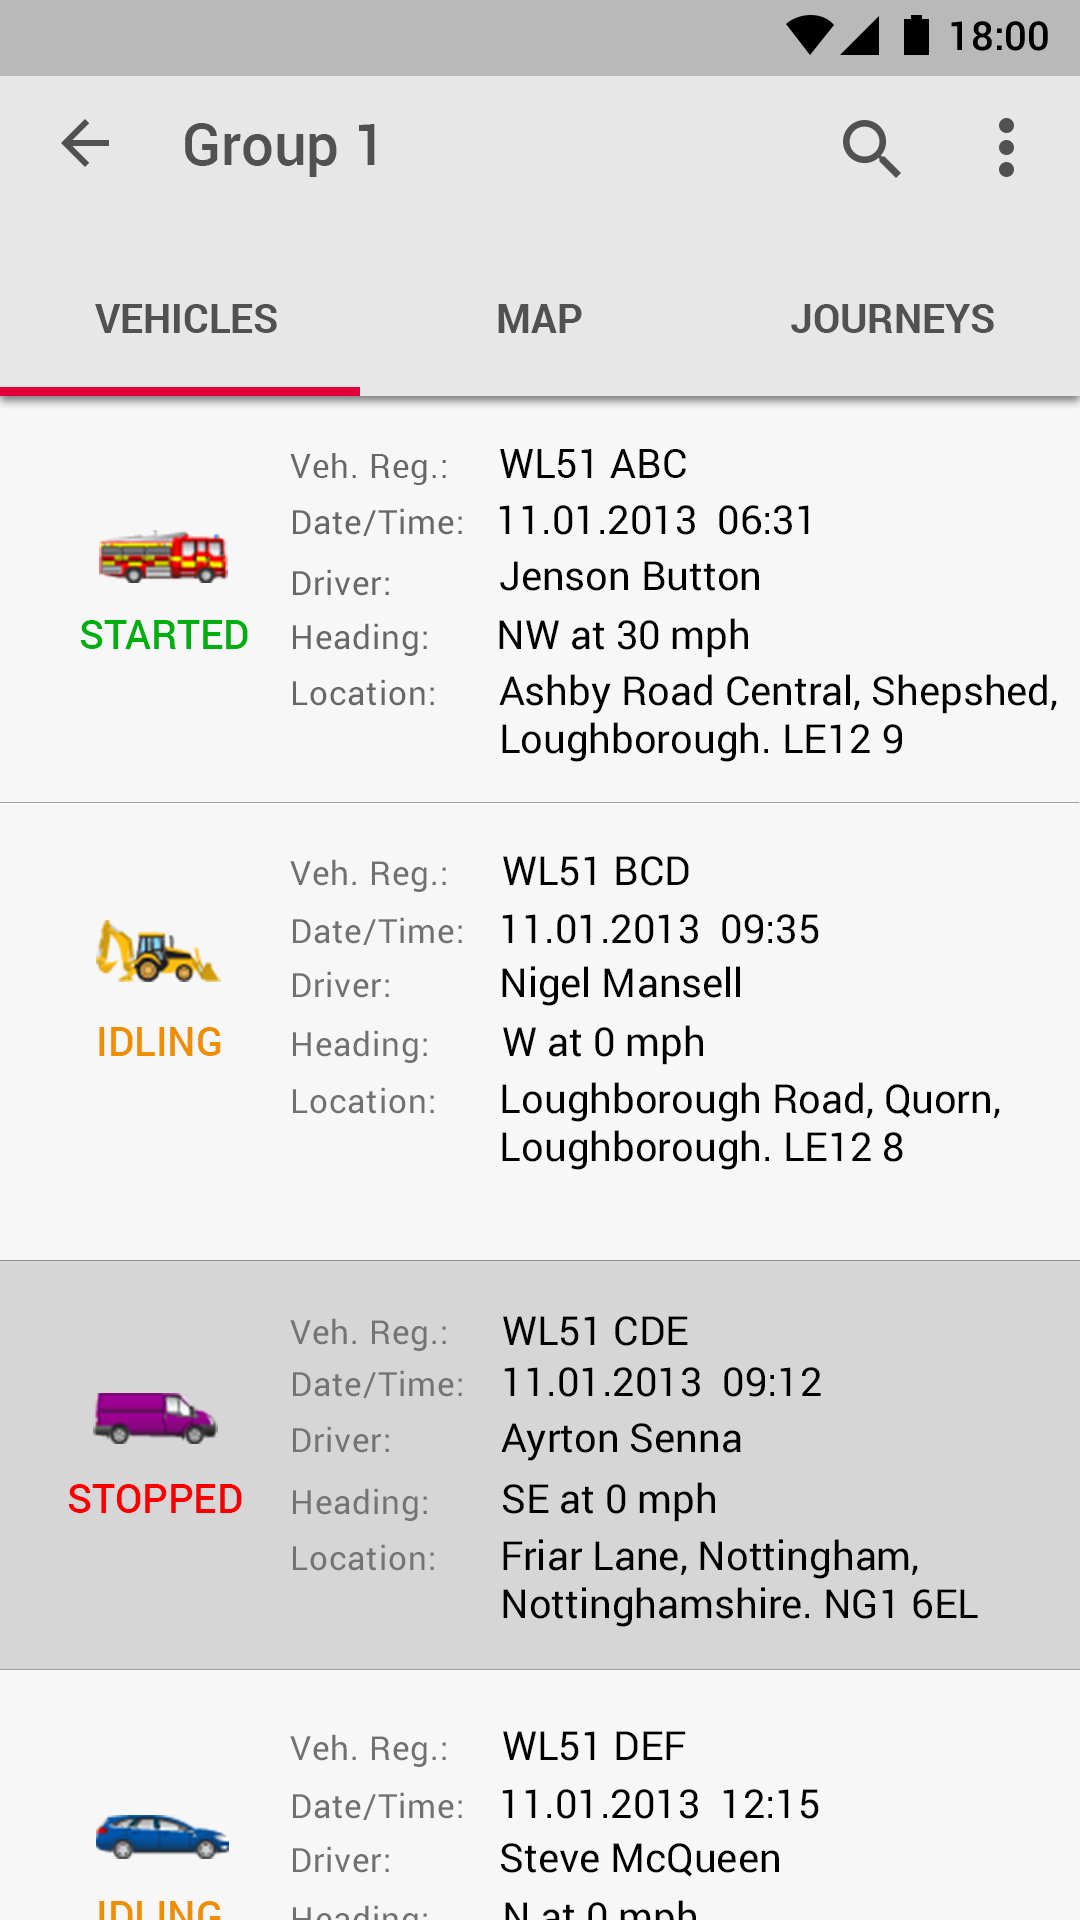 18:00
Group 1
VEHICLES MAP JOURNEYS
Veh. Reg.: WL51 ABC
Date/Time: 11.01.2013 06:31
Driver: Jenson Button
STARTED Heading: NW at 30 mph
Location: Ashby Road Central, Shepshed,
Loughborough. LE12 9
Veh. Reg.: WL51 BCD
Date/Time: 11.01.2013 09:35
Driver: Nigel Mansell
IDLING Heading: W at 0 mph
Location: Loughborough Road, Quorn,
Loughborough. LE12 8
Veh. Reg.: WL51 CDE
Date/Time: 11.01.2013 09:12
Driver: Ayrton Senna
STOPPED Heading: SE at 0 mph
Location: Friar Lane, Nottingham,
Nottinghamshire. NG1 6EL
Veh. Reg.: WL51 DEF
Date/Time: 11.01.2013 12:15
Driver: Steve McQueen
IDLING Heading: N at 0 mph